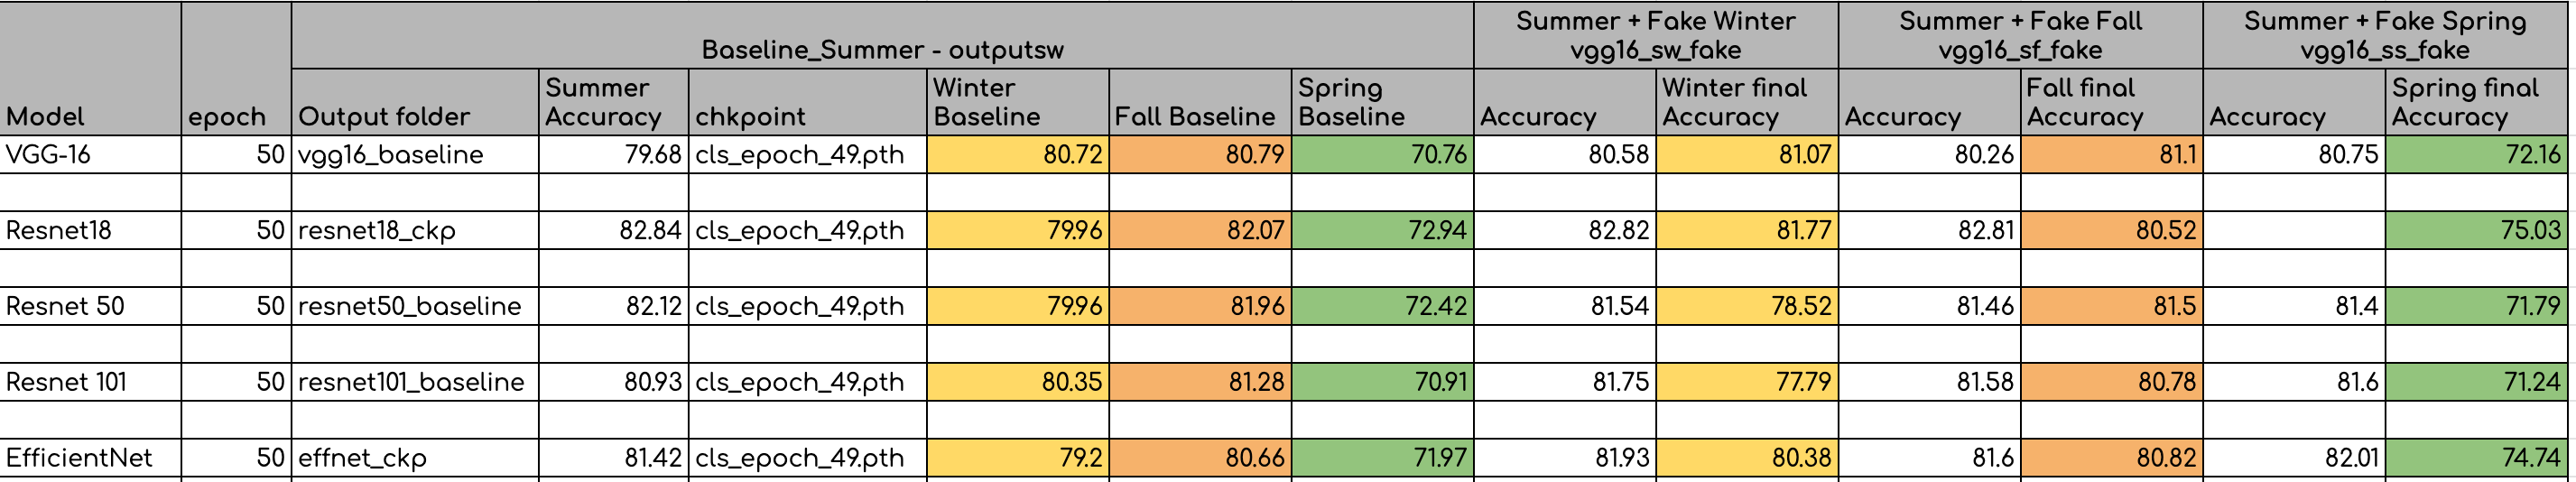 Baseline_Summer - outputsw
Summer + Fake Winter
vgg16_sw_fake
Summer + Fake Fall
vgg16_sf_fake
Summer + Fake Spring
vgg16_ss_fake
Model
epoch
Output folder
Summer
Accuracy
chkpoint
Winter
Baseline
Fall Baseline
Spring
Baseline
Accuracy
Winter final
Accuracy
Accuracy
Fall final
Accuracy
Accuracy
Spring final
Accuracy
VGG-16 50 vgg16_baseline 79.68 cls_epoch_49.pth 80.72 80.79 70.76 80.58 81.07 80.26 81.1 80.75 72.16
Resnet18 50 resnet18_ckp 82.84 cls_epoch_49.pth 79.96 82.07 72.94 82.82 81.77 82.81 80.52 75.03
Resnet 50 50 resnet50_baseline 82.12 cls_epoch_49.pth 79.96 81.96 72.42 81.54 78.52 81.46 81.5 81.4 71.79
Resnet 101 50 resnet101_baseline 80.93 cls_epoch_49.pth 80.35 81.28 70.91 81.75 77.79 81.58 80.78 81.6 71.24
EfficientNet 50 effnet_ckp 81.42 cls_epoch_49.pth 79.2 80.66 71.97 81.93 80.38 81.6 80.82 82.01 74.74